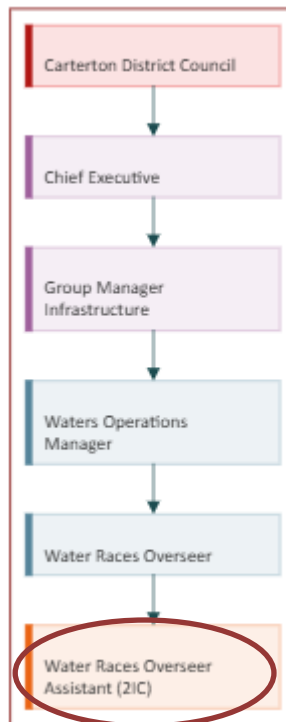 Carterton District Council
Chief Executive
Group Manager
Infrastructure
Waters Operations
Manager
Water Races Overseer
Water Races Overseer
Assistant (2IC)